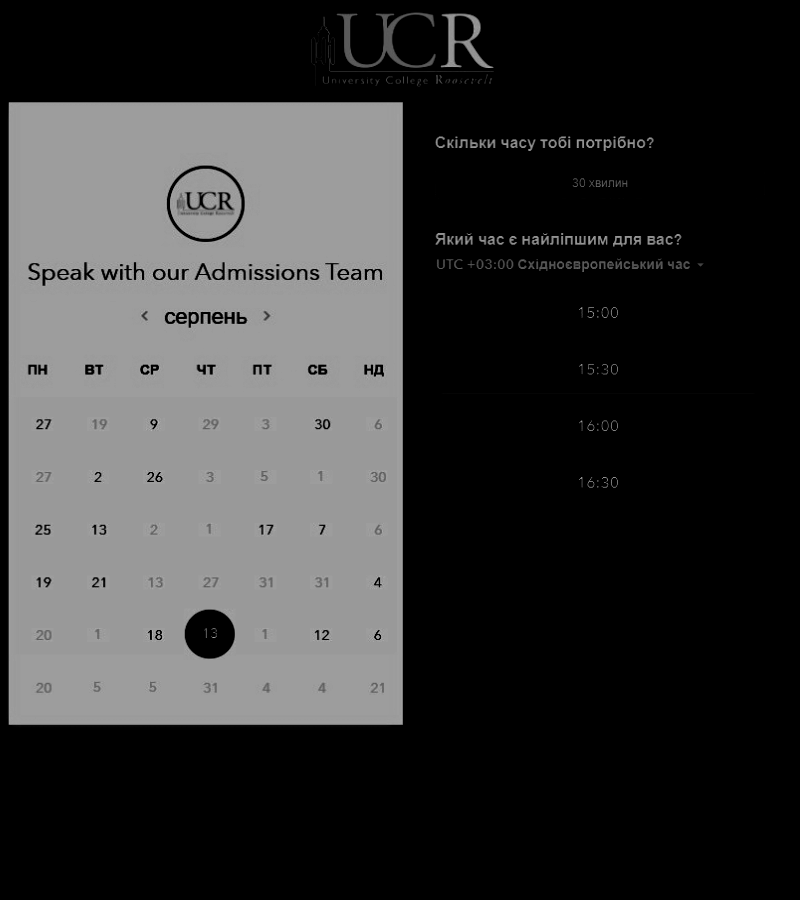 UCR
University College Roosevelt
UCR
University College Roosevelt
Speak with our Admissions Team
серпень
ПН ВТ СР ЧТ ПТ СБ НД
27 19 9 29 3 30 6
27 2 26 3 5 1 30
25 13 2 1 17 7 6
19 21 13 27 31 31 4
20 1 18 13 1 12 6
20 5 5 31 4 4 21
Скільки часу тобі потрібно?
30 хвилин
Який час є найліпшим для вас?
UTC +03:00 Східноєвропейський час
15:00
15:30
16:00
16:30